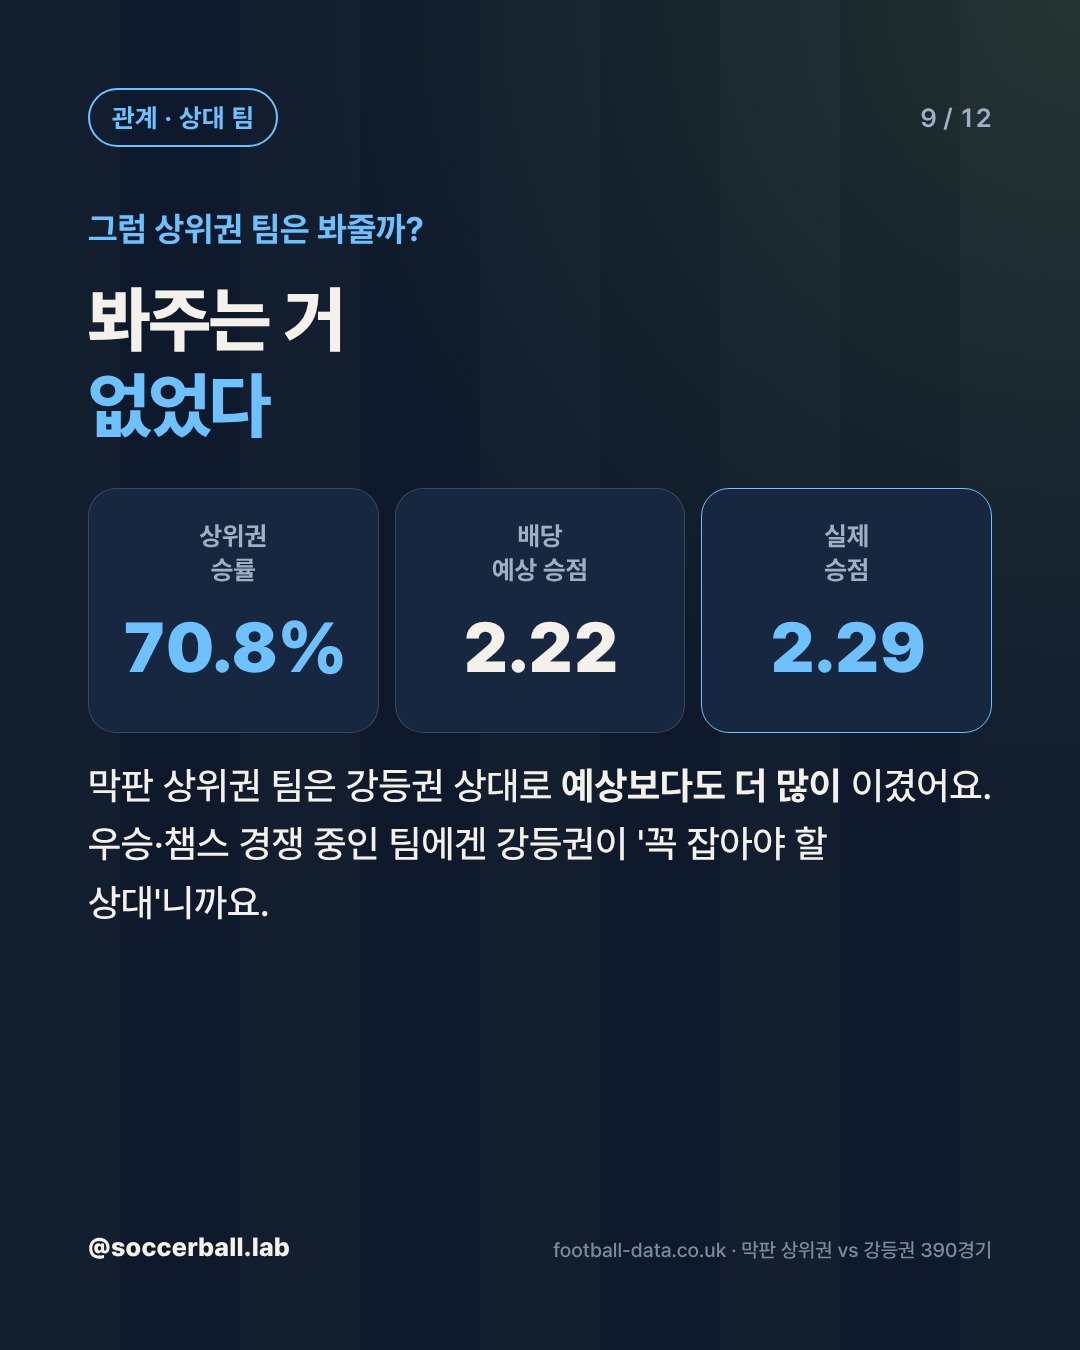 관계 · 상대 팀
9 / 12
그럼 상위권 팀은 봐줄까?
봐주는 거
없었다
상위권
승률
70.8%
배당
예상 승점
2.22
실제
승점
2.29
막판 상위권 팀은 강등권 상대로 예상보다도 더 많이 이겼어요.
우승·챔스 경쟁 중인 팀에겐 강등권이 '꼭 잡아야 할
상대'니까요.
@soccerball.lab
football-data.co.uk · 막판 상위권 vs 강등권 390경기